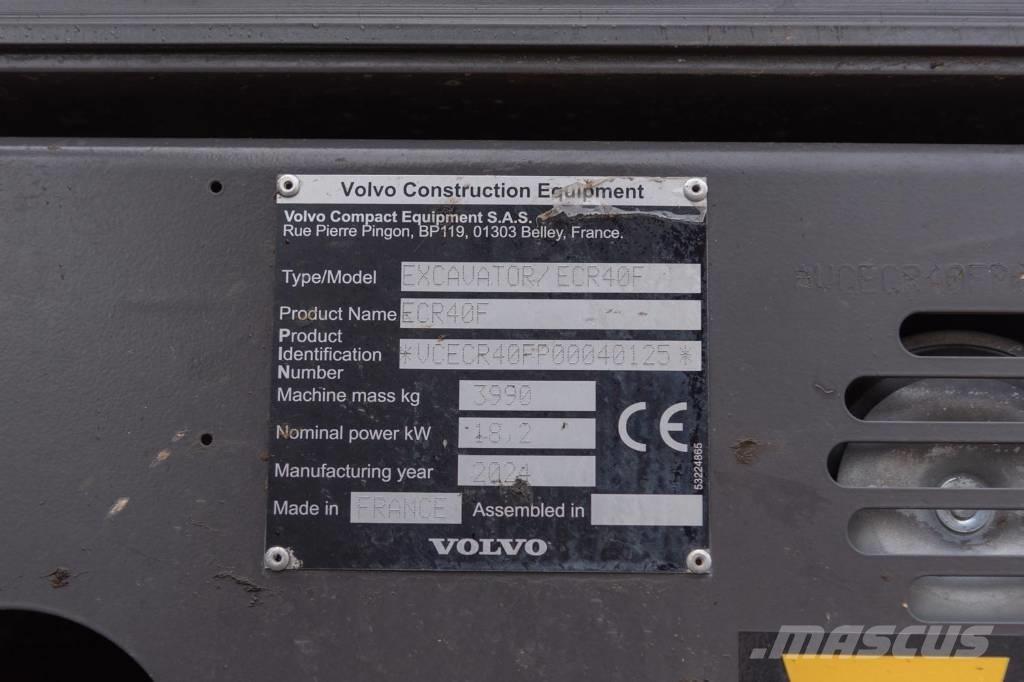 Volvo Construction Equipment
Volvo Compact Equipment S.A.S.
Rue Pierre Pingon, BP119, 01303 Belley, France.
Type/Model EXCAVATOR/ECR40F
Product Name ECR40F
Product
Identification *VCECR40FP00040125*
Number
Machine mass kg 3990
Nominal power kW 18,2
Manufacturing year 2024
Made in FRANCE Assembled in
CE
53224865
VOLVO
*VCECR40FP
MASCUS